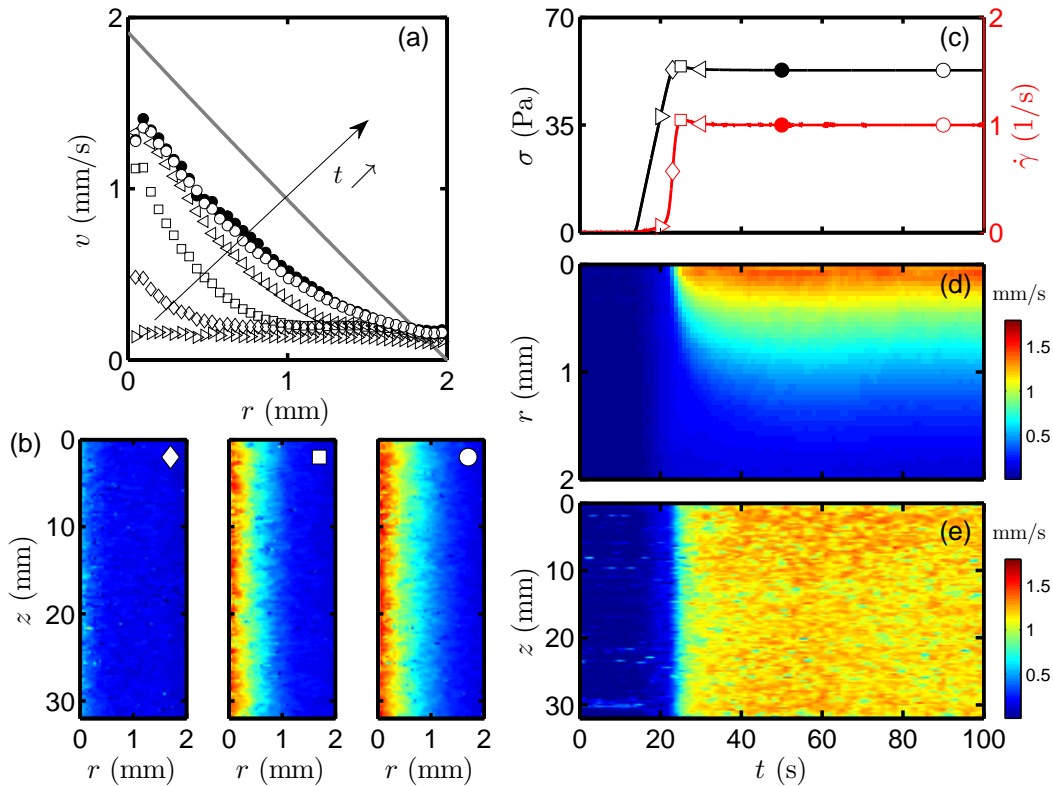 (a)
2
1
0
v (mm/s)
t ↗
0 1 2
r (mm)
(b)
0
10
20
30
z (mm)
0 1 2
r (mm)
0 1 2
r (mm)
0 1 2
r (mm)
(c)
70
35
0
σ (Pa)
2
1
0
γ̇ (1/s)
(d)
0
1
2
r (mm)
mm/s
1.5
1
0.5
(e)
0
10
20
30
z (mm)
0 20 40 60 80 100
t (s)
mm/s
1.5
1
0.5